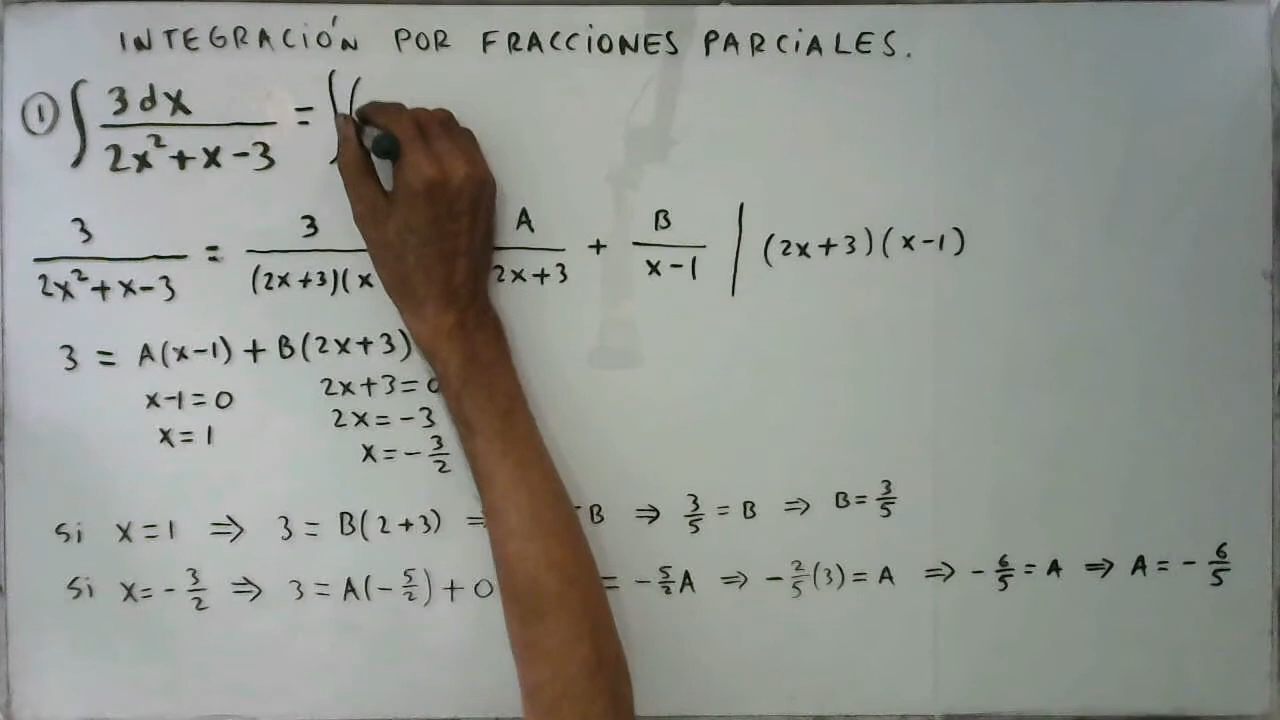 INTEGRACIÓN POR FRACCIONES PARCIALES.
① ∫ 3dx / 2x²+x-3 = ∫(
3 / 2x²+x-3 = 3 / (2x+3)(x A / 2x+3 + B / x-1 | (2x+3)(x-1)
3 = A(x-1) + B(2x+3)
x-1=0 2x+3=0
x=1 2x=-3
x=-3/2
Si x=1 ⇒ 3 = B(2+3) = B ⇒ 3/5 = B ⇒ B=3/5
Si x=-3/2 ⇒ 3 = A(-5/2)+0 = -5/2A ⇒ -2/5(3)=A ⇒ -6/5=A ⇒ A=-6/5